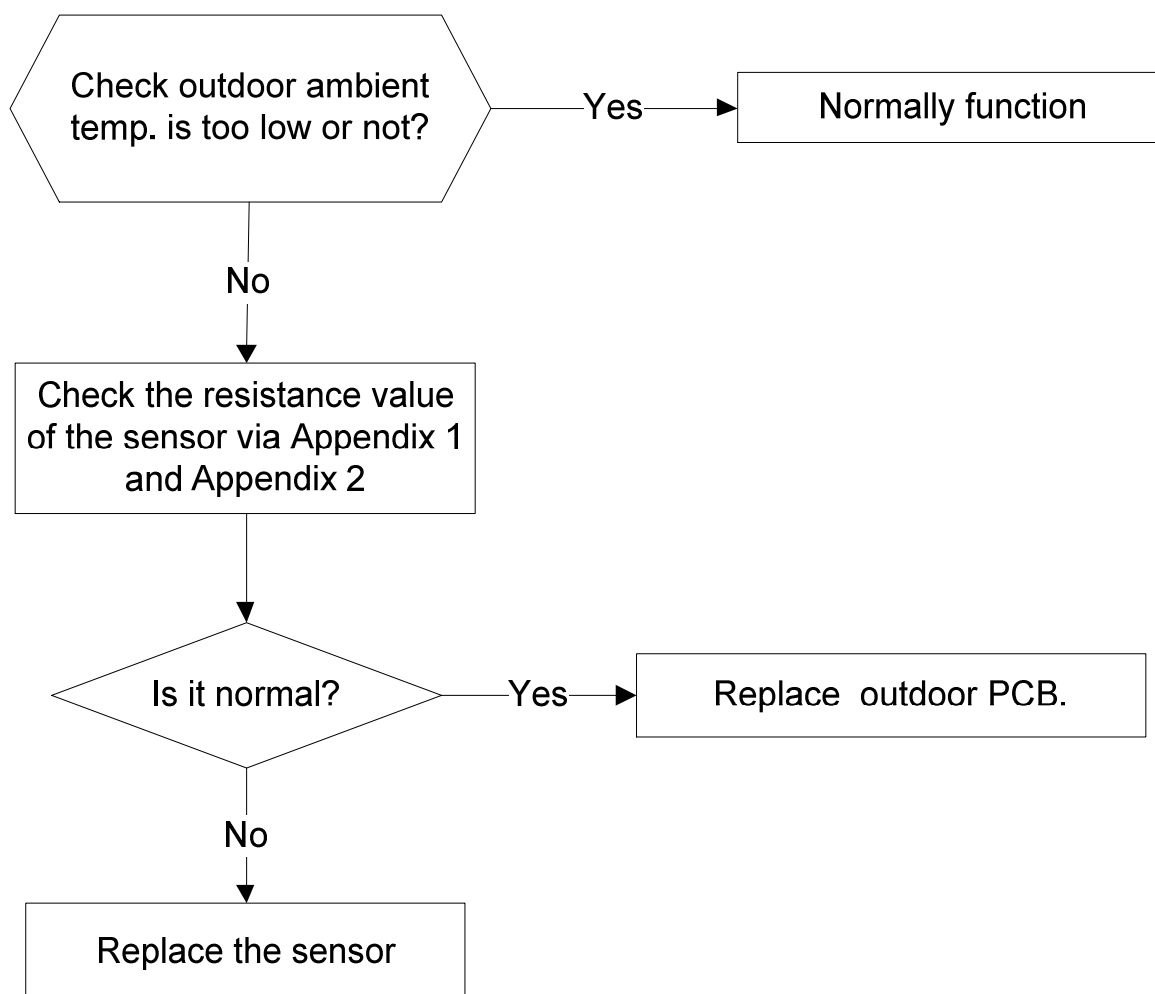 Check outdoor ambient
temp. is too low or not?
Yes
Normally function
No
Check the resistance value
of the sensor via Appendix 1
and Appendix 2
Is it normal?
Yes
Replace outdoor PCB.
No
Replace the sensor